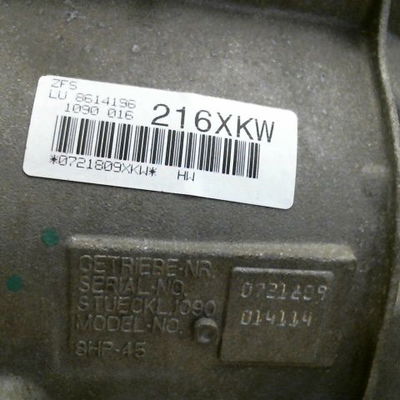 ZFS
LU 8614196
1090 016 216XKW
*0721809XKW* HW
GETRIEBE-NR.
SERIAL-NO. 0721809
STUECKL.1090 014114
MODEL-NO.
8HP-45